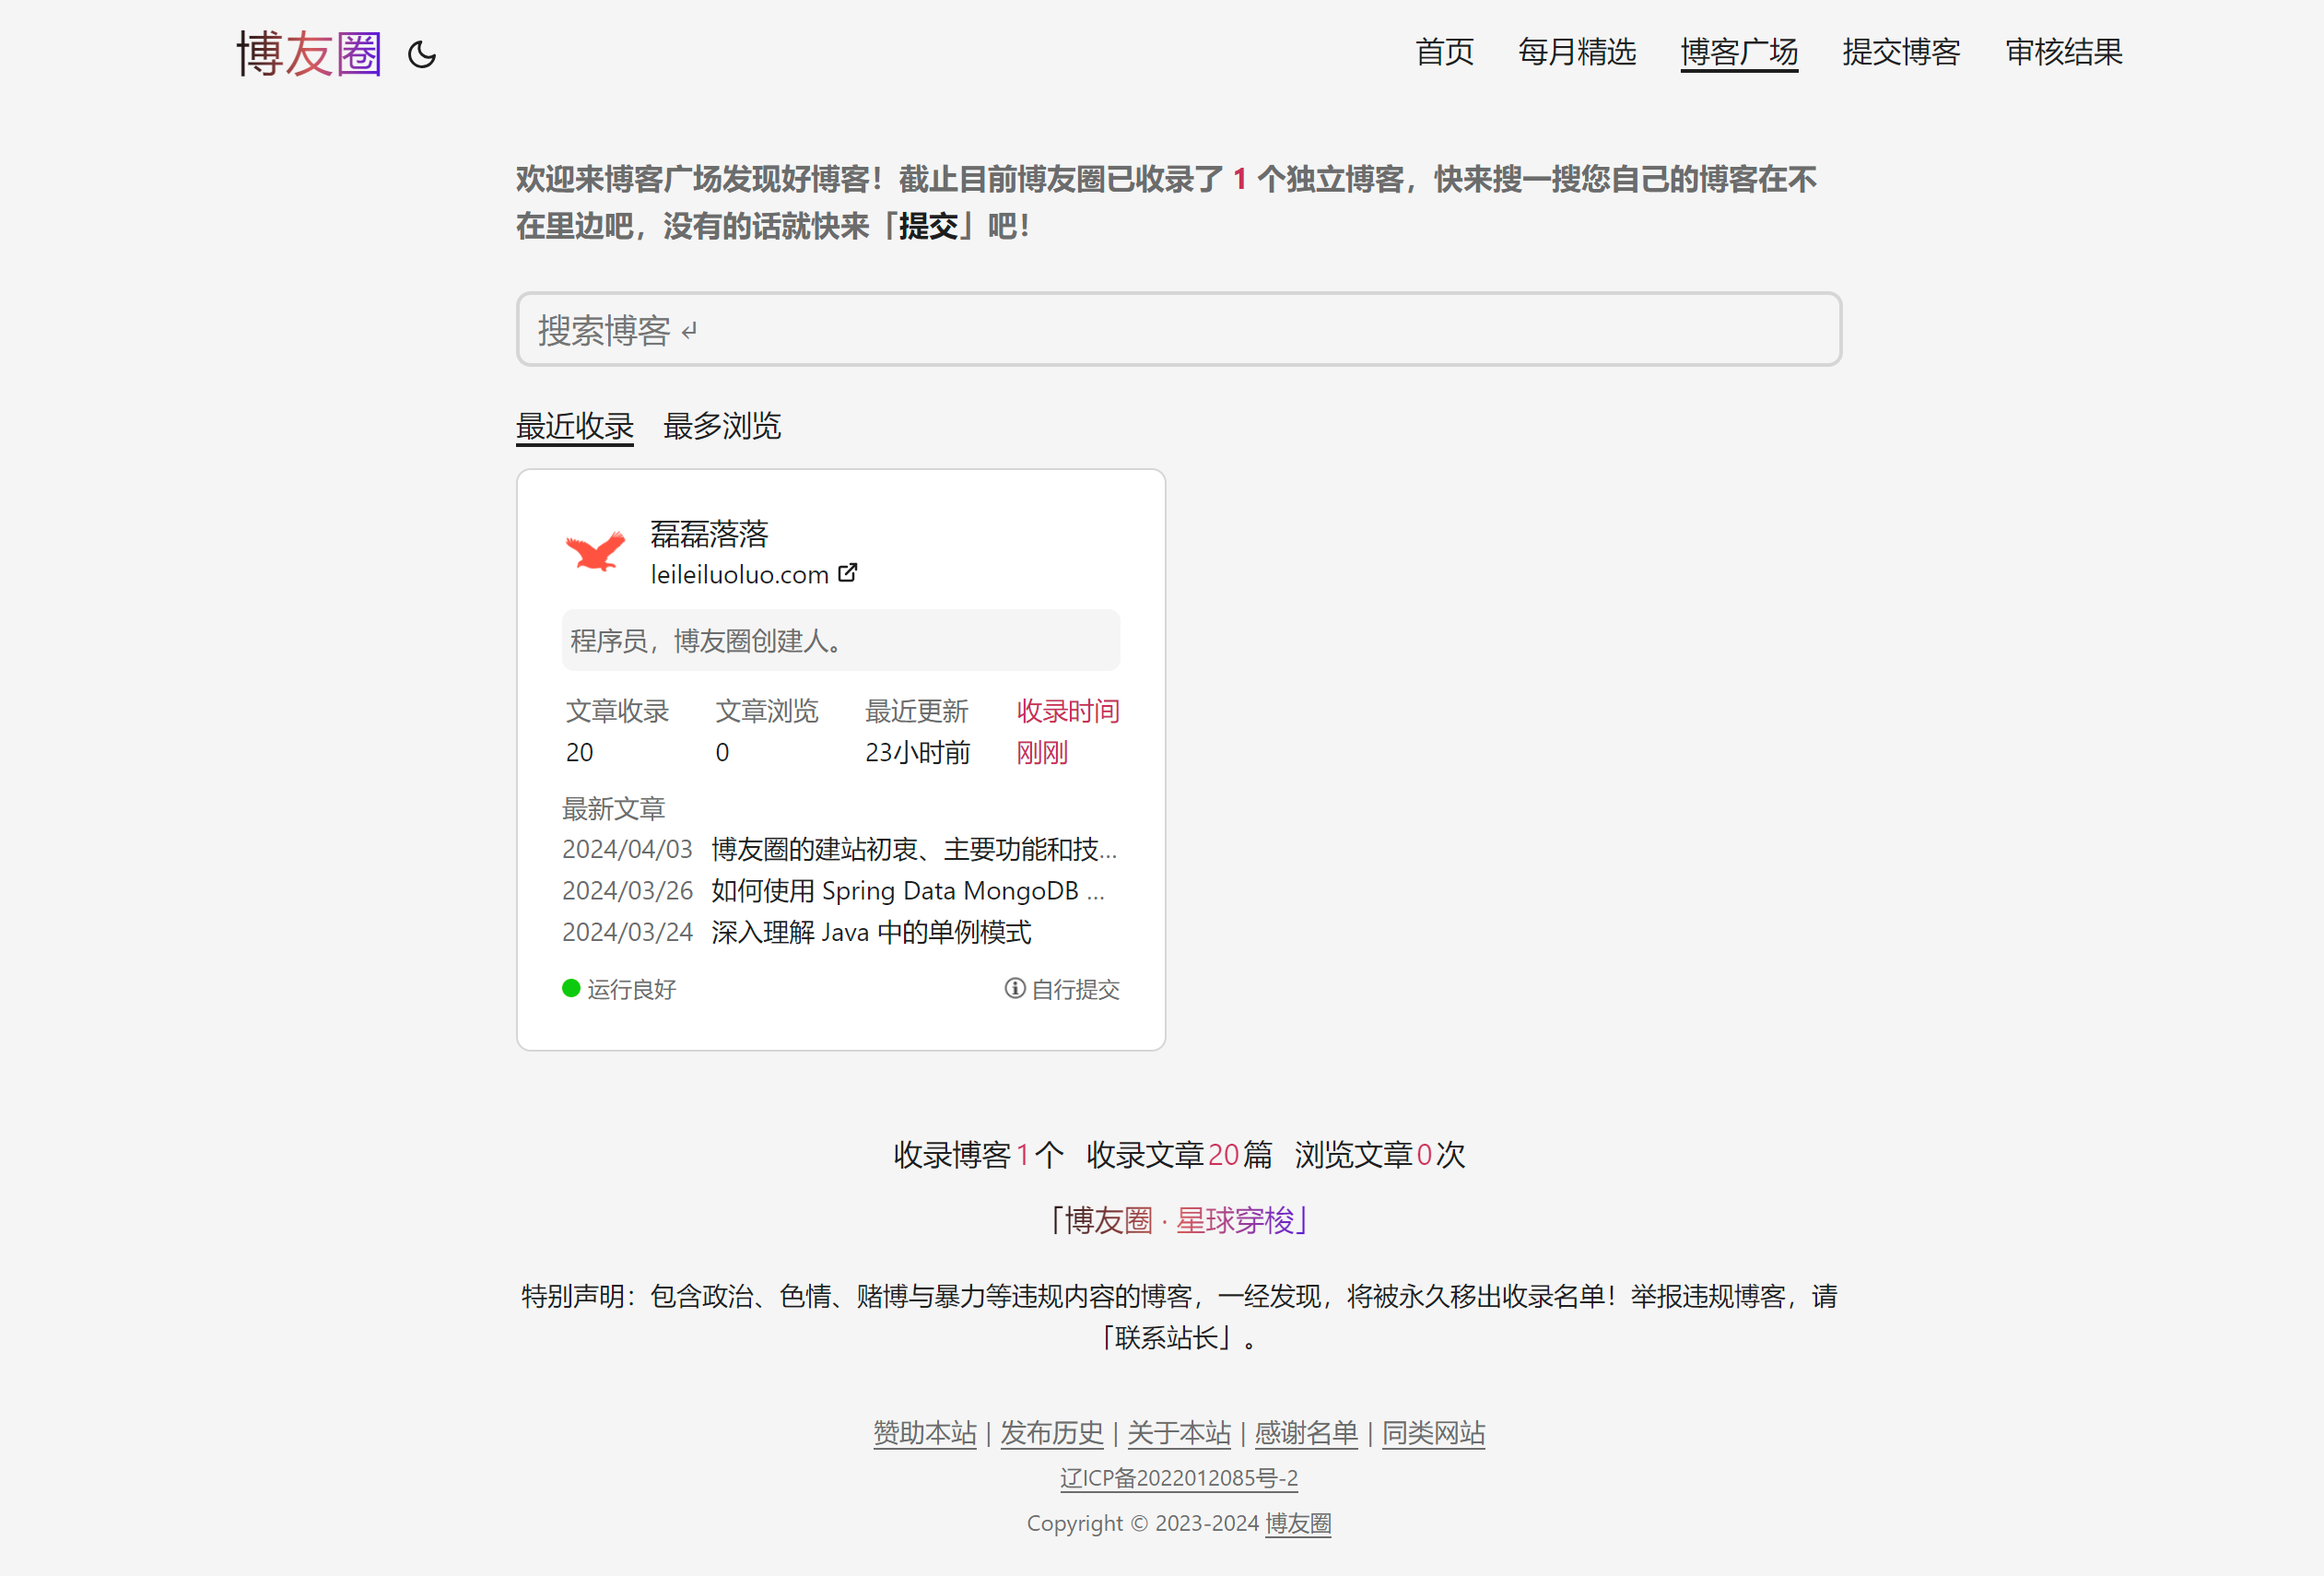 博友圈
首页 每月精选 博客广场 提交博客 审核结果
欢迎来博客广场发现好博客！截止目前博友圈已收录了 1 个独立博客，快来搜一搜您自己的博客在不
在里边吧，没有的话就快来「提交」吧！
搜索博客 ↵
最近收录 最多浏览
磊磊落落
leileiluoluo.com
程序员，博友圈创建人。
文章收录 文章浏览 最近更新 收录时间
20 0 23小时前 刚刚
最新文章
2024/04/03 博友圈的建站初衷、主要功能和技...
2024/03/26 如何使用 Spring Data MongoDB ...
2024/03/24 深入理解 Java 中的单例模式
运行良好 自行提交
收录博客1个 收录文章20篇 浏览文章0次
「博友圈 · 星球穿梭」
特别声明：包含政治、色情、赌博与暴力等违规内容的博客，一经发现，将被永久移出收录名单！举报违规博客，请
「联系站长」。
赞助本站 | 发布历史 | 关于本站 | 感谢名单 | 同类网站
辽ICP备2022012085号-2
Copyright © 2023-2024 博友圈